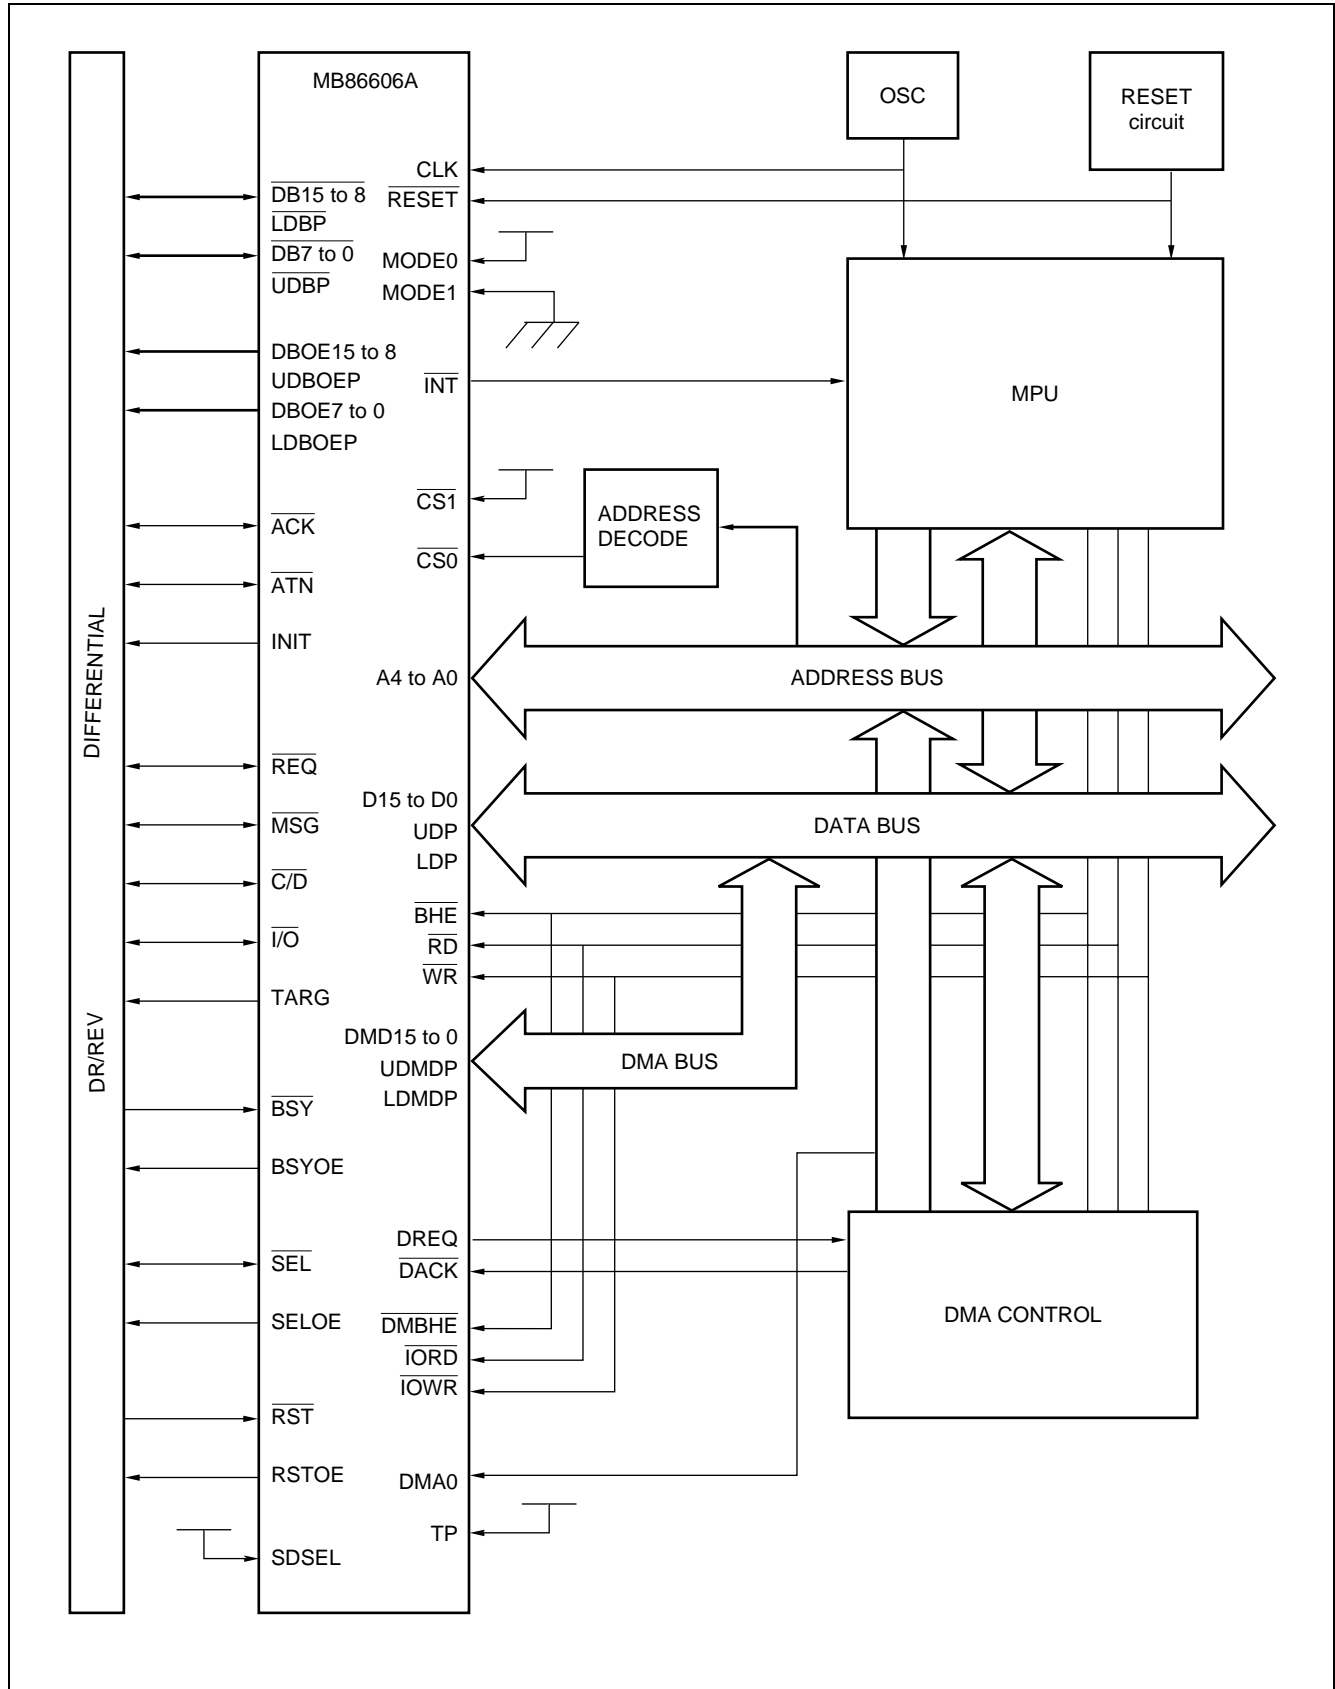 MB86606A
OSC
RESET
circuit
CLK
DB15 to 8
RESET
LDBP
DB7 to 0
MODE0
UDBP
MODE1
DBOE15 to 8
UDBOEP
INT
MPU
DBOE7 to 0
LDBOEP
CS1
ADDRESS
DECODE
ACK
CS0
ATN
DIFFERENTIAL
INIT
A4 to A0
ADDRESS BUS
REQ
D15 to D0
MSG
UDP
DATA BUS
LDP
C/D
BHE
I/O
RD
WR
TARG
DR/REV
DMD15 to 0
UDMDP
DMA BUS
LDMDP
BSY
BSYOE
DREQ
SEL
DACK
SELOE
DMBHE
DMA CONTROL
IORD
IOWR
RST
RSTOE
DMA0
TP
SDSEL